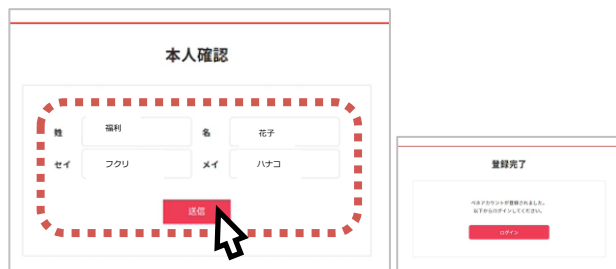 本人確認
姓 福利 名 花子
セイ フクリ メイ ハナコ
送信
登録完了
ベネアカウントが登録されました。
以下からログインしてください。
ログイン